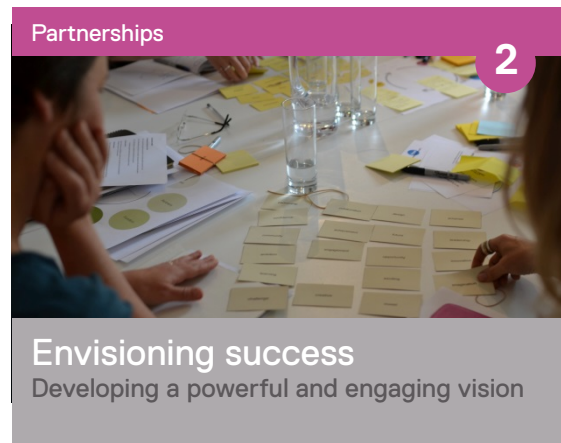 Partnerships
2
Envisioning success
Developing a powerful and engaging vision